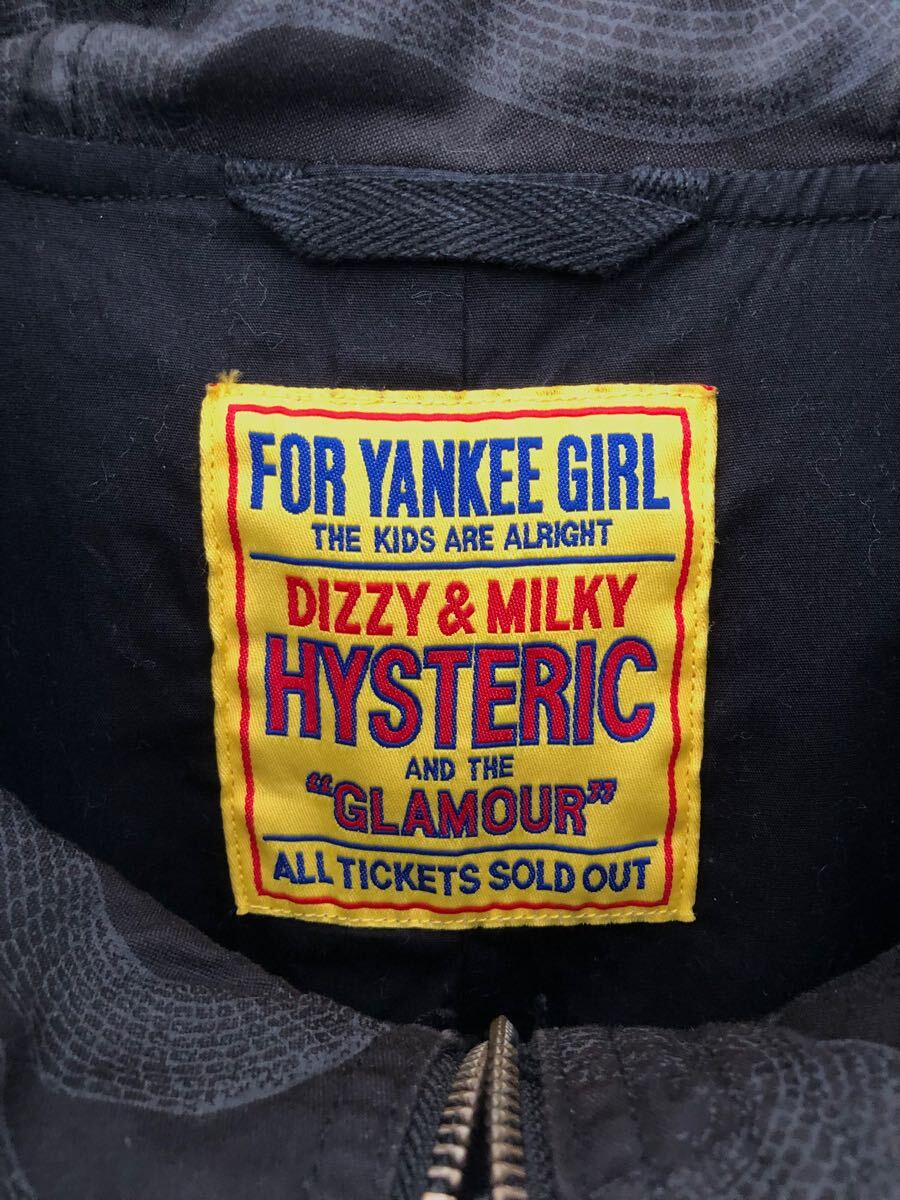 FOR YANKEE GIRL
THE KIDS ARE ALRIGHT
DIZZY & MILKY
HYSTERIC
AND THE
“GLAMOUR”
ALL TICKETS SOLD OUT